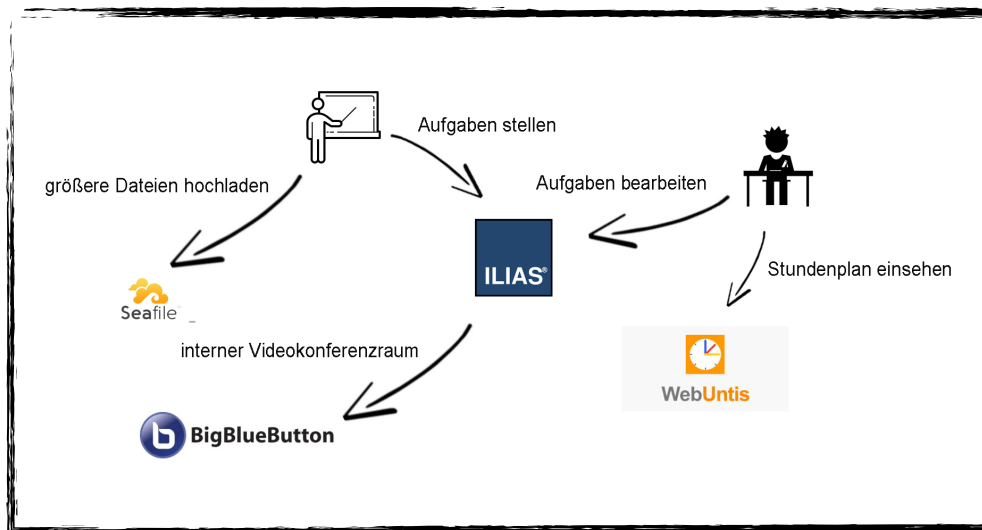 Aufgaben stellen
größere Dateien hochladen
Aufgaben bearbeiten
ILIAS®
Stundenplan einsehen
Seafile
interner Videokonferenzraum
WebUntis
b BigBlueButton